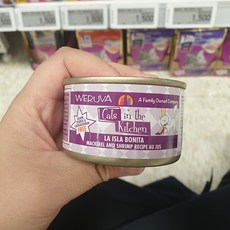 1,500
1,500
1,500
WERUVA
A Family Owned Company
Cats in the
Kitchen
FREE
LA ISLA BONITA
MACKEREL AND SHRIMP RECIPE AU JUS